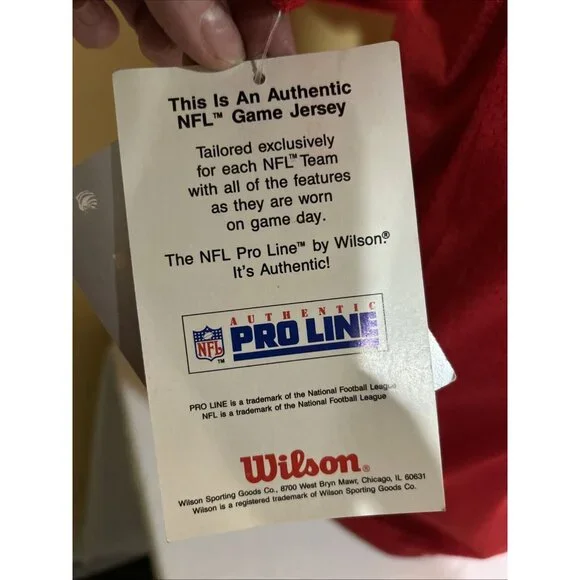 This Is An Authentic
NFL™ Game Jersey
Tailored exclusively
for each NFL™ Team
with all of the features
as they are worn
on game day.
The NFL Pro Line™ by Wilson®.
It's Authentic!
AUTHENTIC
NFL™ PRO LINE
PRO LINE is a trademark of the National Football League
NFL is a trademark of the National Football League
Wilson®
Wilson Sporting Goods Co., 8700 West Bryn Mawr, Chicago, IL 60631
Wilson is a registered trademark of Wilson Sporting Goods Co.